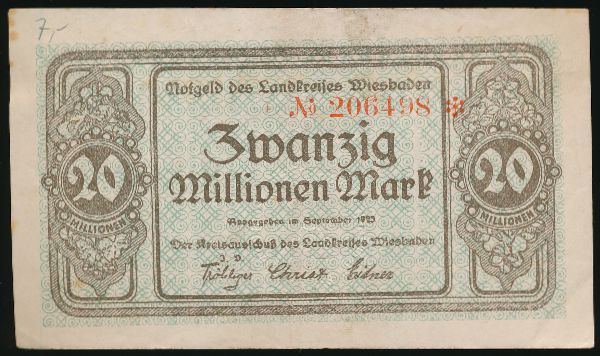 7,-
Notgeld des Landkreises Wiesbaden
№ 206498 ✻
Zwanzig
Millionen Mark
Ausgegeben im September 1923
Der Kreisausschuß des Landkreises Wiesbaden
J. V.
Christ
20
MILLIONEN
20
MILLIONEN